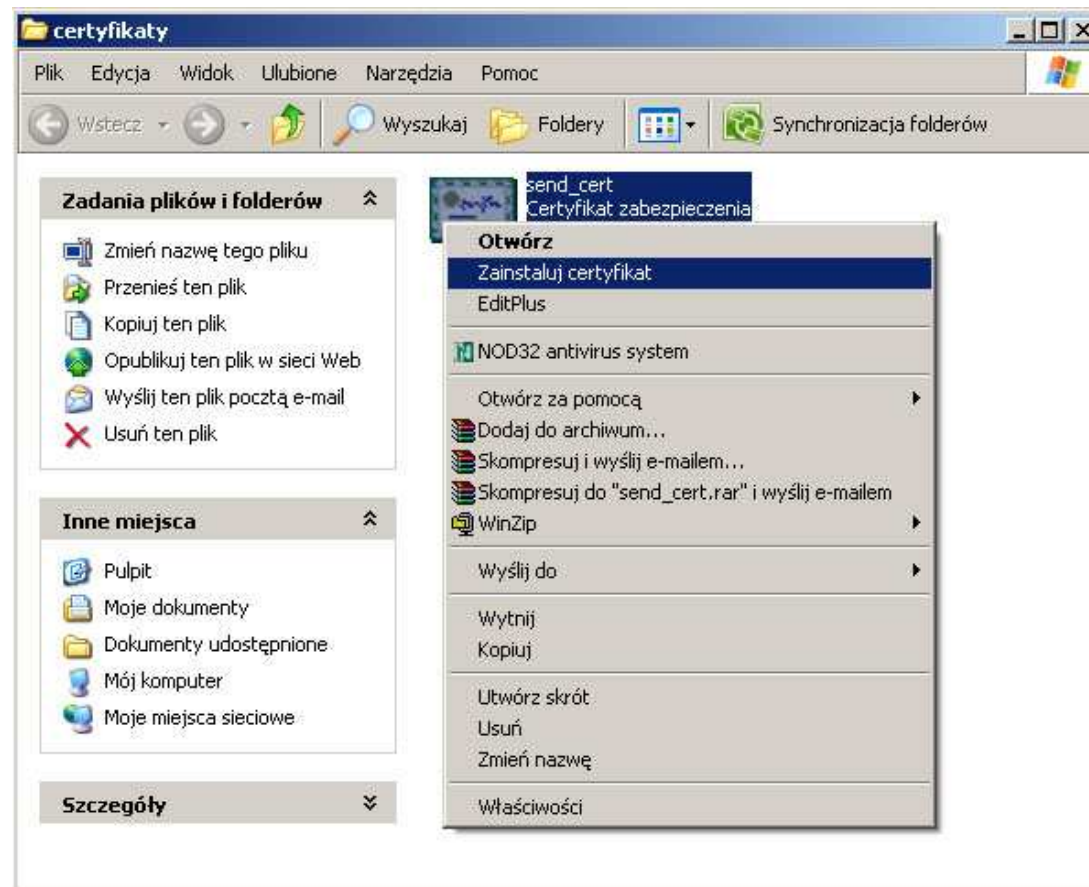 certyfikaty
Plik Edycja Widok Ulubione Narzędzia Pomoc
Wstecz Wyszukaj Foldery Synchronizacja folderów
Zadania plików i folderów
Zmień nazwę tego pliku
Przenieś ten plik
Kopiuj ten plik
Opublikuj ten plik w sieci Web
Wyślij ten plik pocztą e-mail
Usuń ten plik
Inne miejsca
Pulpit
Moje dokumenty
Dokumenty udostępnione
Mój komputer
Moje miejsca sieciowe
Szczegóły
send_cert
Certyfikat zabezpieczenia
Otwórz
Zainstaluj certyfikat
EditPlus
NOD32 antivirus system
Otwórz za pomocą
Dodaj do archiwum...
Skompresuj i wyślij e-mailem...
Skompresuj do "send_cert.rar" i wyślij e-mailem
WinZip
Wyślij do
Wytnij
Kopiuj
Utwórz skrót
Usuń
Zmień nazwę
Właściwości